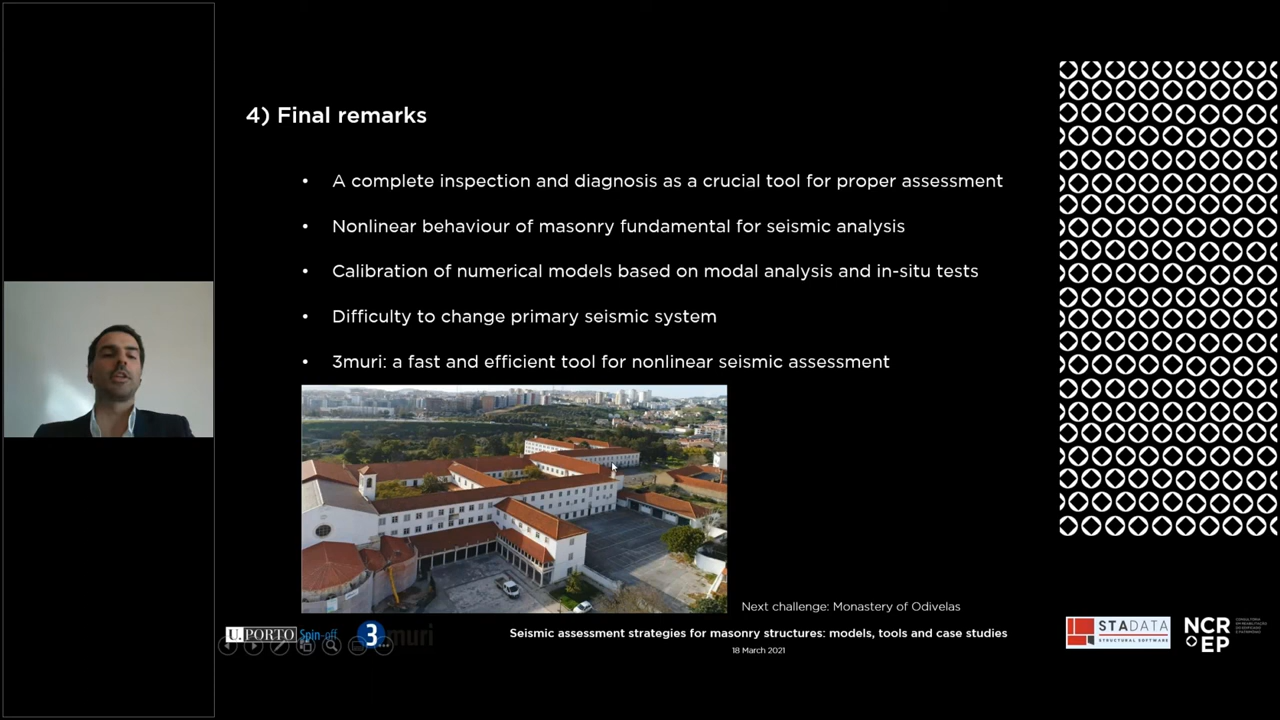 4) Final remarks
• A complete inspection and diagnosis as a crucial tool for proper assessment
• Nonlinear behaviour of masonry fundamental for seismic analysis
• Calibration of numerical models based on modal analysis and in-situ tests
• Difficulty to change primary seismic system
• 3muri: a fast and efficient tool for nonlinear seismic assessment
Next challenge: Monastery of Odivelas
U.PORTO Spin-off 3muri
Seismic assessment strategies for masonry structures: models, tools and case studies
18 March 2021
STADATA
STRUCTURAL SOFTWARE
NCR
EP